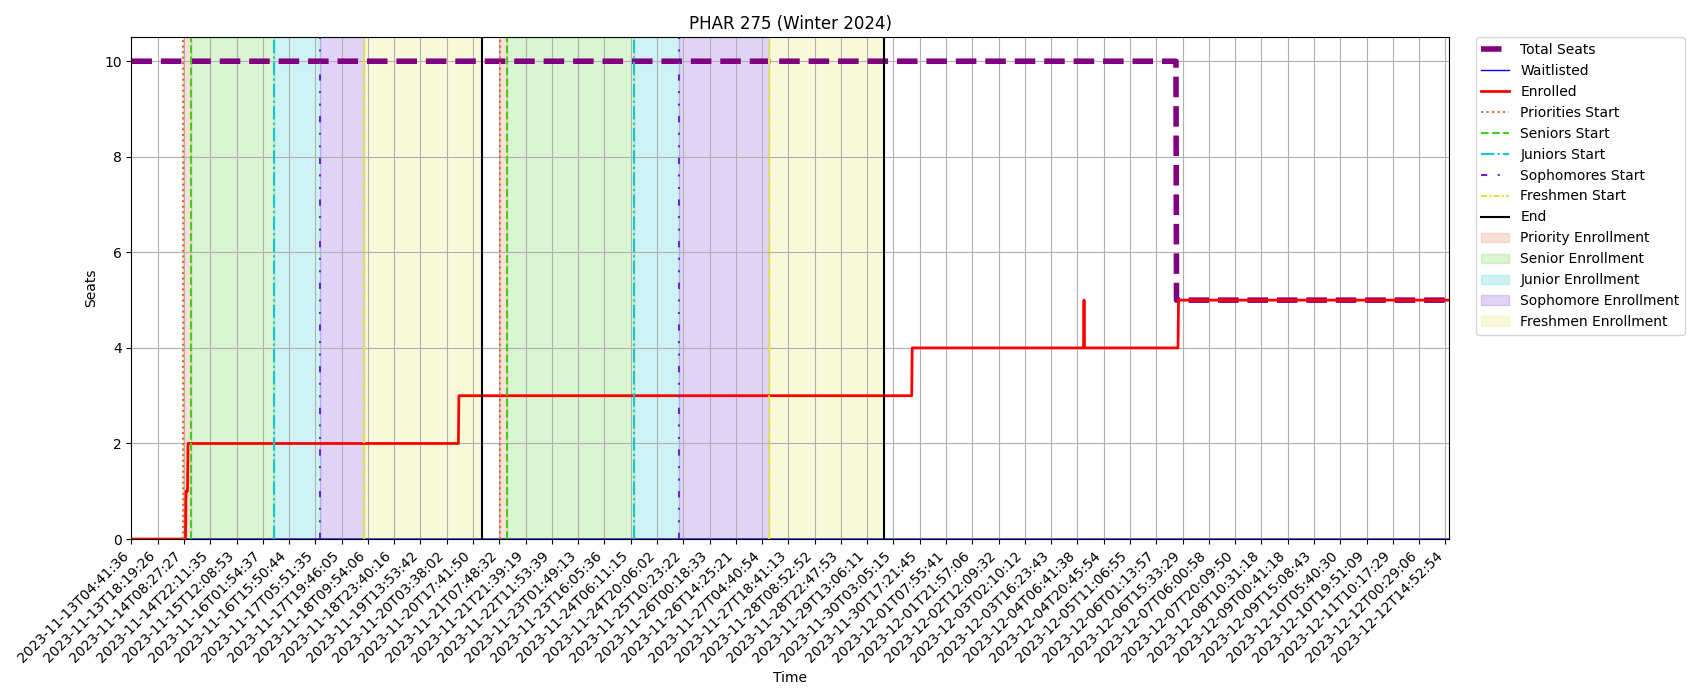 PHAR 275 (Winter 2024)
Total Seats
Waitlisted
Enrolled
Priorities Start
Seniors Start
Juniors Start
Sophomores Start
Freshmen Start
End
Priority Enrollment
Senior Enrollment
Junior Enrollment
Sophomore Enrollment
Freshmen Enrollment
Seats
10
8
6
4
2
0
2023-11-13T04:41:36
2023-11-13T18:19:26
2023-11-14T08:27:27
2023-11-14T22:11:35
2023-11-15T12:08:53
2023-11-16T01:54:37
2023-11-16T15:50:44
2023-11-17T05:51:35
2023-11-17T19:46:05
2023-11-18T09:54:06
2023-11-18T23:40:16
2023-11-19T13:53:42
2023-11-20T03:38:02
2023-11-20T17:41:50
2023-11-21T07:48:32
2023-11-21T21:39:19
2023-11-22T11:53:39
2023-11-23T01:49:13
2023-11-23T16:05:36
2023-11-24T06:11:15
2023-11-24T20:06:02
2023-11-25T10:23:22
2023-11-26T00:18:33
2023-11-26T14:25:21
2023-11-27T04:40:54
2023-11-27T18:41:13
2023-11-28T08:52:52
2023-11-28T22:47:53
2023-11-29T13:06:11
2023-11-30T03:05:15
2023-11-30T17:21:45
2023-12-01T07:55:41
2023-12-01T21:57:06
2023-12-02T12:09:32
2023-12-03T02:10:12
2023-12-03T16:23:43
2023-12-04T06:41:38
2023-12-04T20:45:54
2023-12-05T11:06:55
2023-12-06T01:13:57
2023-12-06T15:33:29
2023-12-07T06:00:58
2023-12-07T20:09:50
2023-12-08T10:31:18
2023-12-09T00:41:18
2023-12-09T15:08:43
2023-12-10T05:40:30
2023-12-10T19:51:09
2023-12-11T10:17:29
2023-12-12T00:29:06
2023-12-12T14:52:54
Time